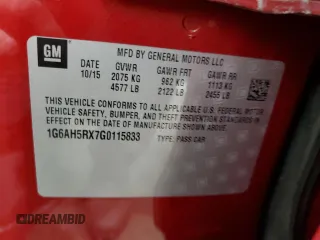 GM
MFD BY GENERAL MOTORS LLC
DATE GVWR GAWR FRT GAWR RR
10/15 2075 KG 962 KG 1113 KG
4577 LB 2122 LB 2455 LB
THIS VEHICLE CONFORMS TO ALL APPLICABLE U.S. FEDERAL MOTOR
VEHICLE SAFETY, BUMPER, AND THEFT PREVENTION STANDARDS
IN EFFECT ON THE DATE OF MANUFACTURE SHOWN ABOVE.
1G6AH5RX7G0115833 TYPE: PASS CAR
© DREAMBID